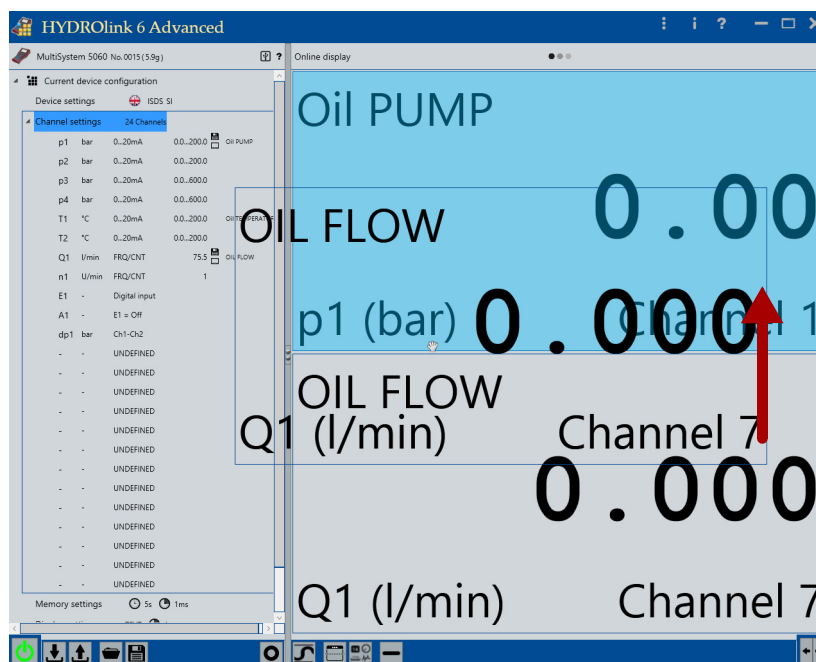 HYDROlink 6 Advanced
MultiSystem 5060 No. 0015 (5.9g)
Online display
Current device configuration
Device settings ISDS SI
Channel settings 24 Channels
p1 bar 0...20mA 0.0...200.0 Oil PUMP
p2 bar 0...20mA 0.0...200.0
p3 bar 0...20mA 0.0...600.0
p4 bar 0...20mA 0.0...600.0
T1 °C 0...20mA 0.0...200.0
T2 °C 0...20mA 0.0...200.0
Q1 l/min FRQ/CNT 75.5 OIL FLOW
n1 U/min FRQ/CNT 1
E1 - Digital input
A1 - E1 = Off
dp1 bar Ch1-Ch2
- - UNDEFINED
- - UNDEFINED
- - UNDEFINED
- - UNDEFINED
- - UNDEFINED
- - UNDEFINED
- - UNDEFINED
- - UNDEFINED
- - UNDEFINED
- - UNDEFINED
- - UNDEFINED
- - UNDEFINED
- - UNDEFINED
Memory settings 5s 1ms
Oil PUMP
0.00
p1 (bar) Channel 1
OIL FLOW
0.000
Q1 (l/min) Channel 7
OIL FLOW
0.000
Q1 (l/min) Channel 7